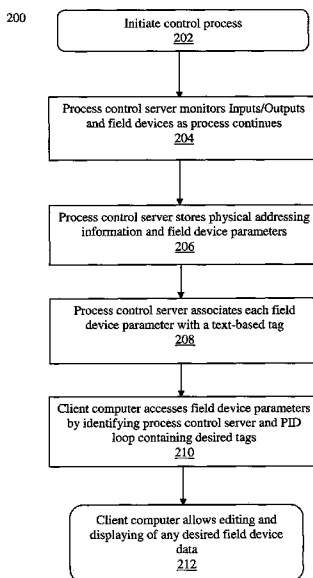 200
Initiate control process
202
Process control server monitors Inputs/Outputs
and field devices as process continues
204
Process control server stores physical addressing
information and field device parameters
206
Process control server associates each field
device parameter with a text-based tag
208
Client computer accesses field device parameters
by identifying process control server and PID
loop containing desired tags
210
Client computer allows editing and
displaying of any desired field device
data
212